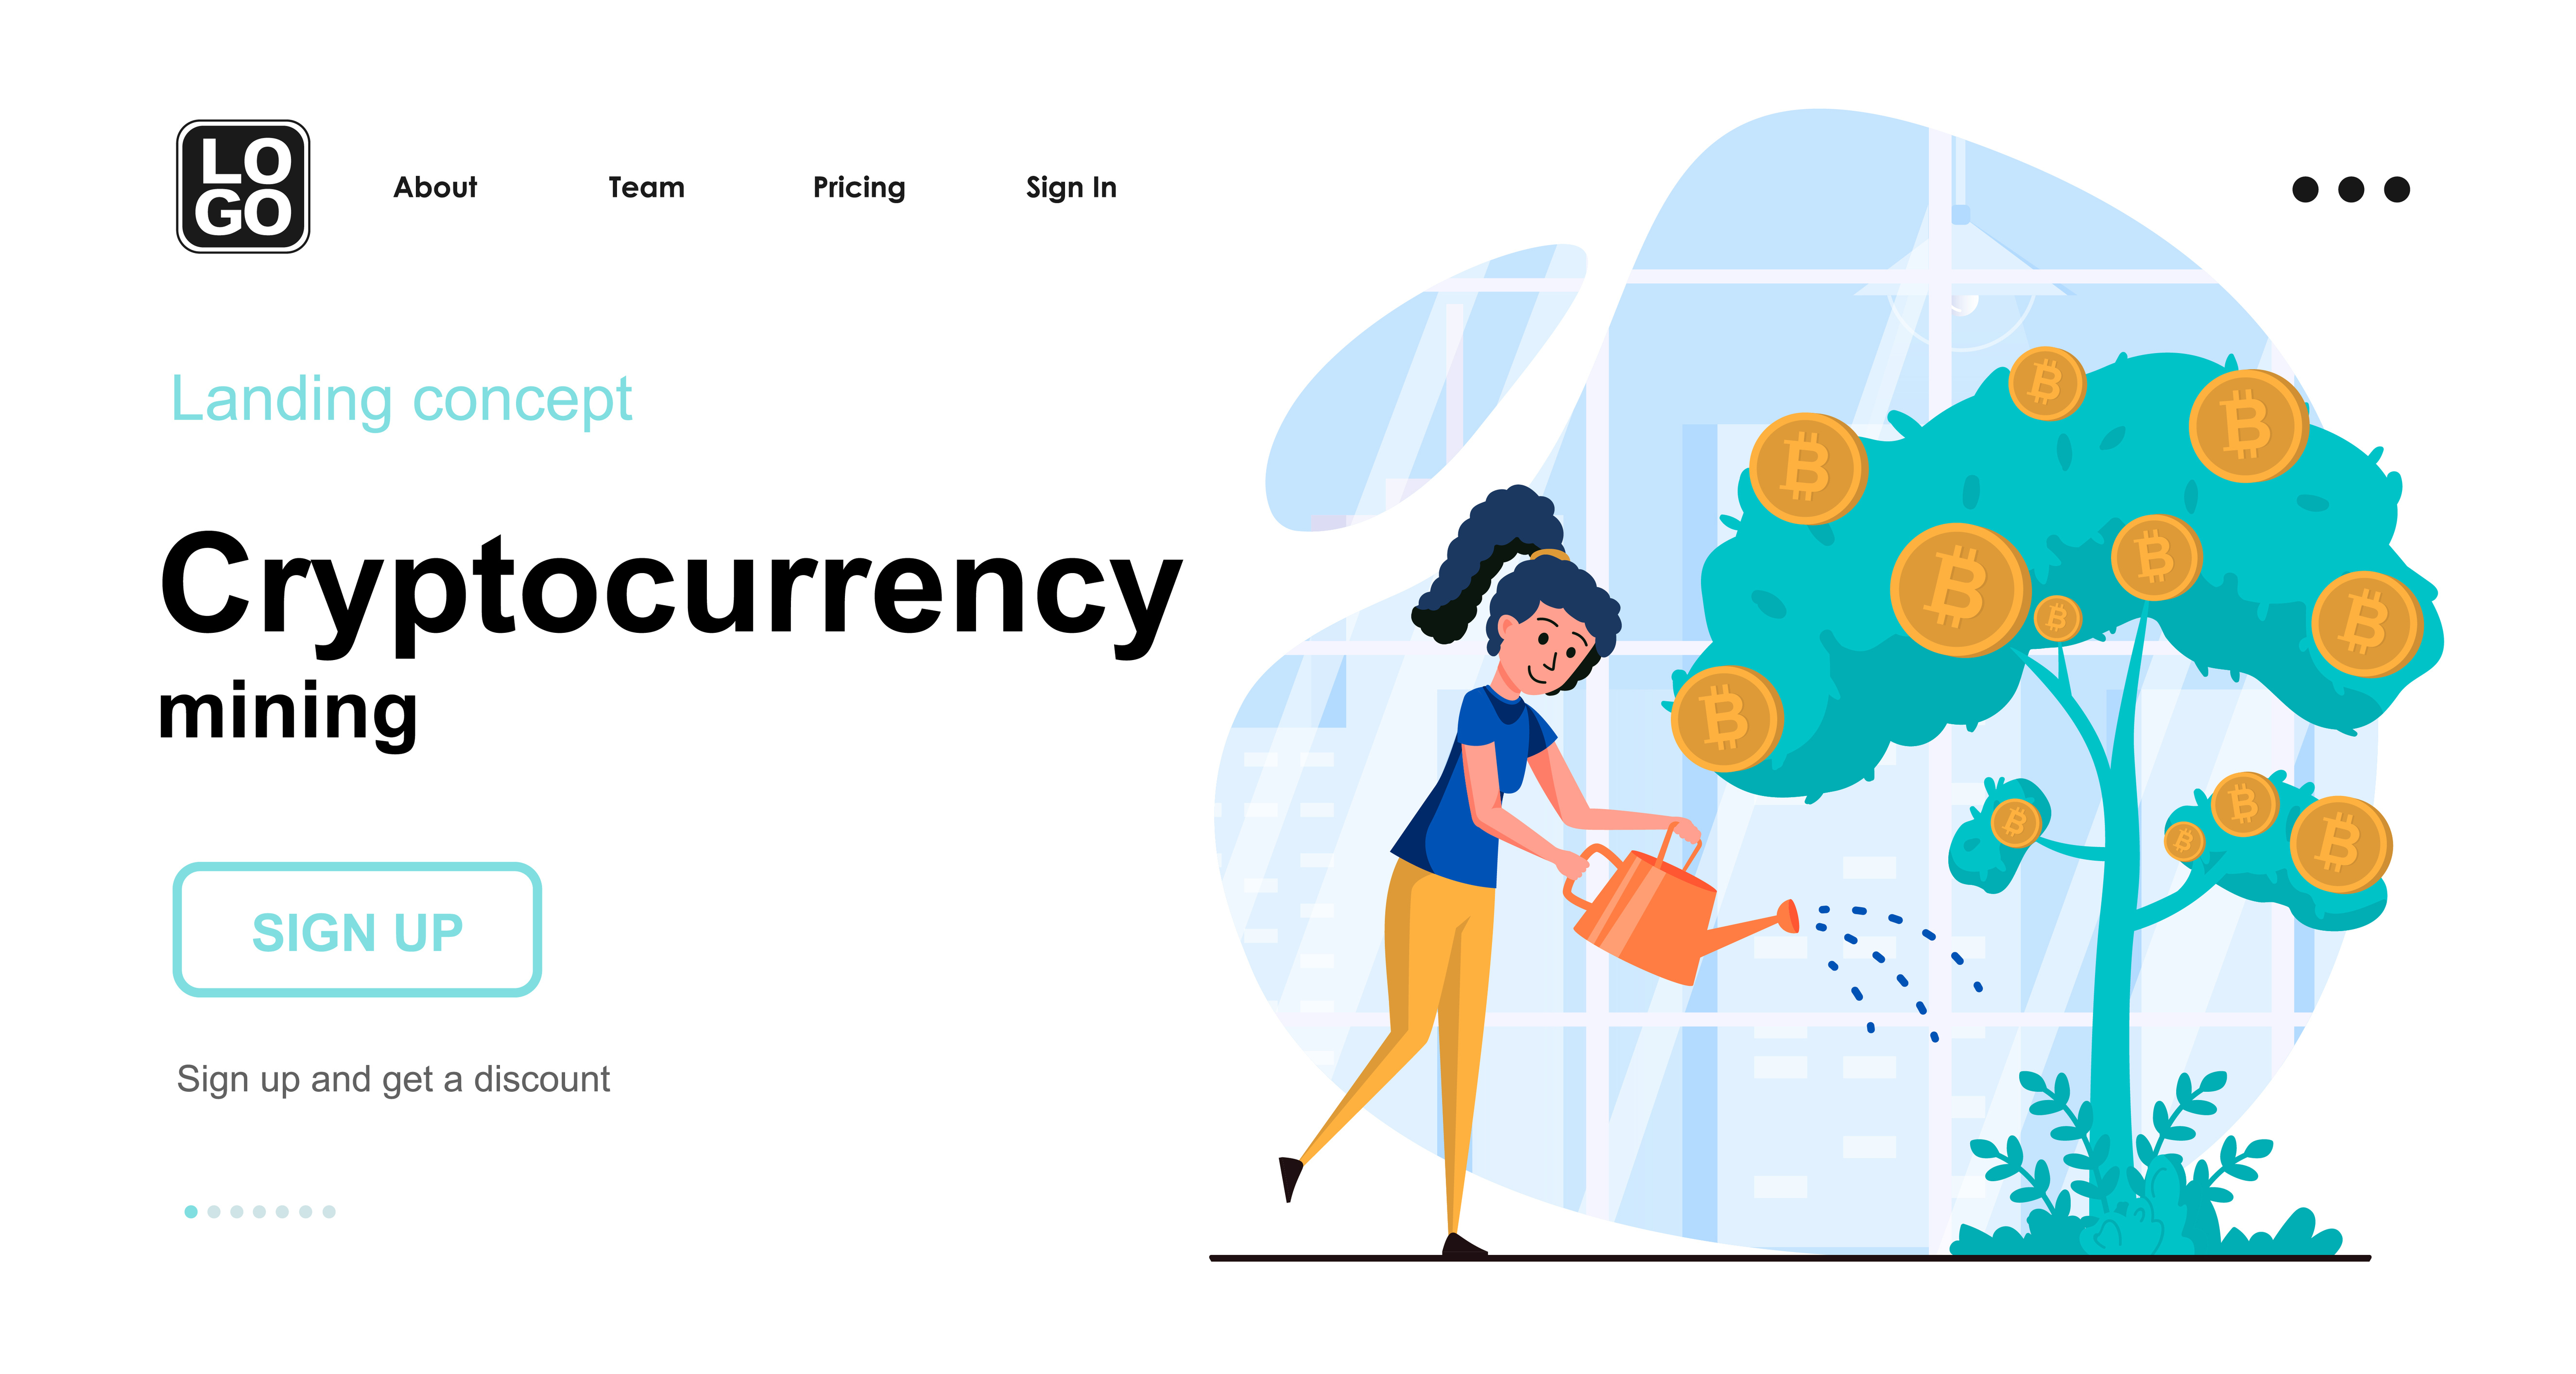 LO
GO
About Team Pricing Sign In
Landing concept
Cryptocurrency
mining
SIGN UP
Sign up and get a discount